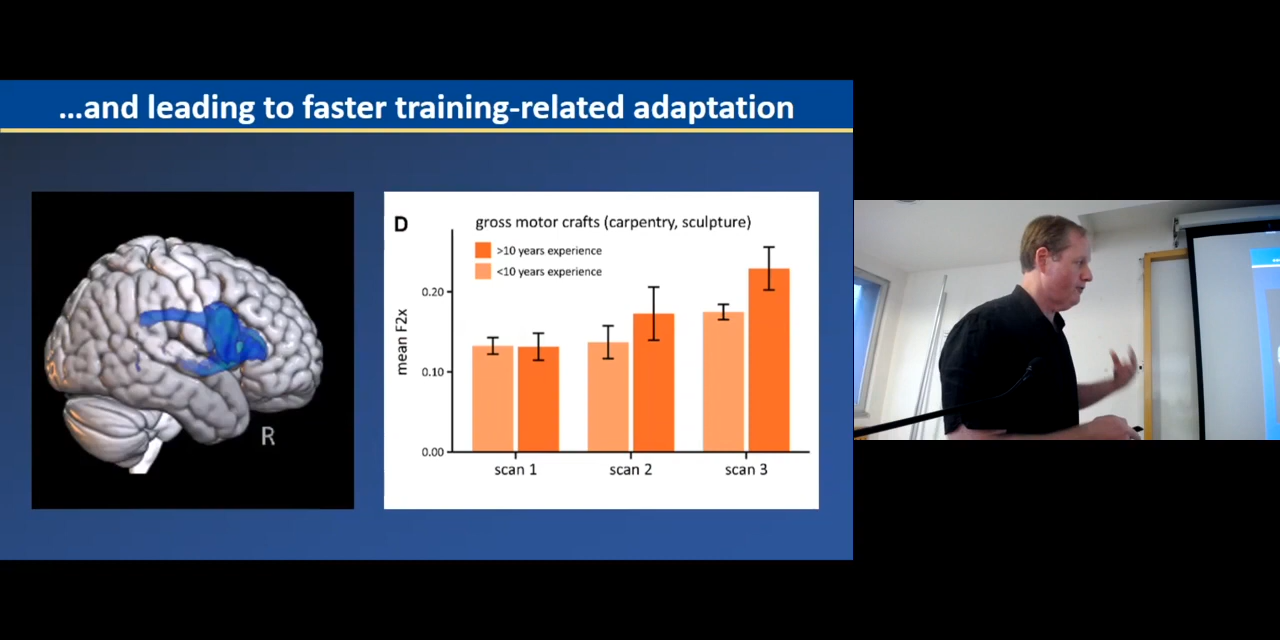 ...and leading to faster training-related adaptation
R
D
gross motor crafts (carpentry, sculpture)
>10 years experience
<10 years experience
mean F2x
0.20
0.10
0.00
scan 1
scan 2
scan 3